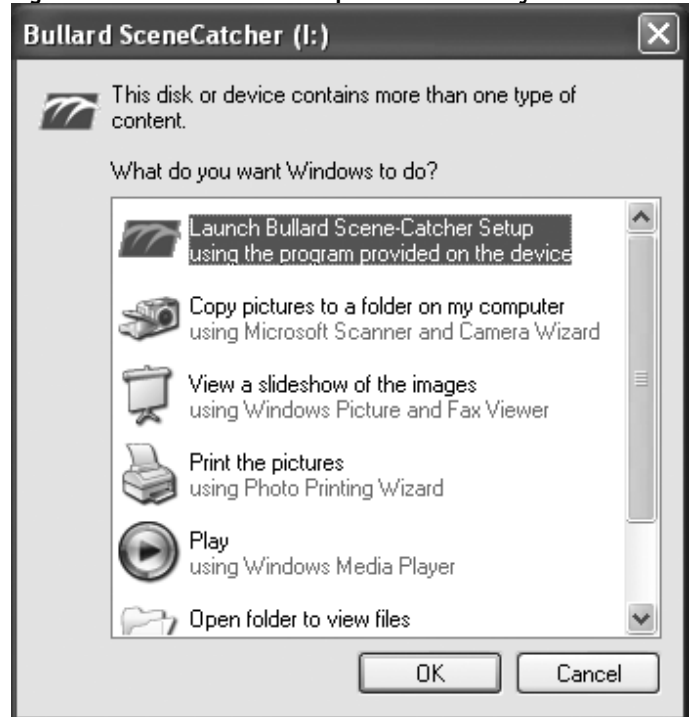 Bullard SceneCatcher (I:)
This disk or device contains more than one type of
content.
What do you want Windows to do?
Launch Bullard Scene-Catcher Setup
using the program provided on the device
Copy pictures to a folder on my computer
using Microsoft Scanner and Camera Wizard
View a slideshow of the images
using Windows Picture and Fax Viewer
Print the pictures
using Photo Printing Wizard
Play
using Windows Media Player
Open folder to view files
OK
Cancel